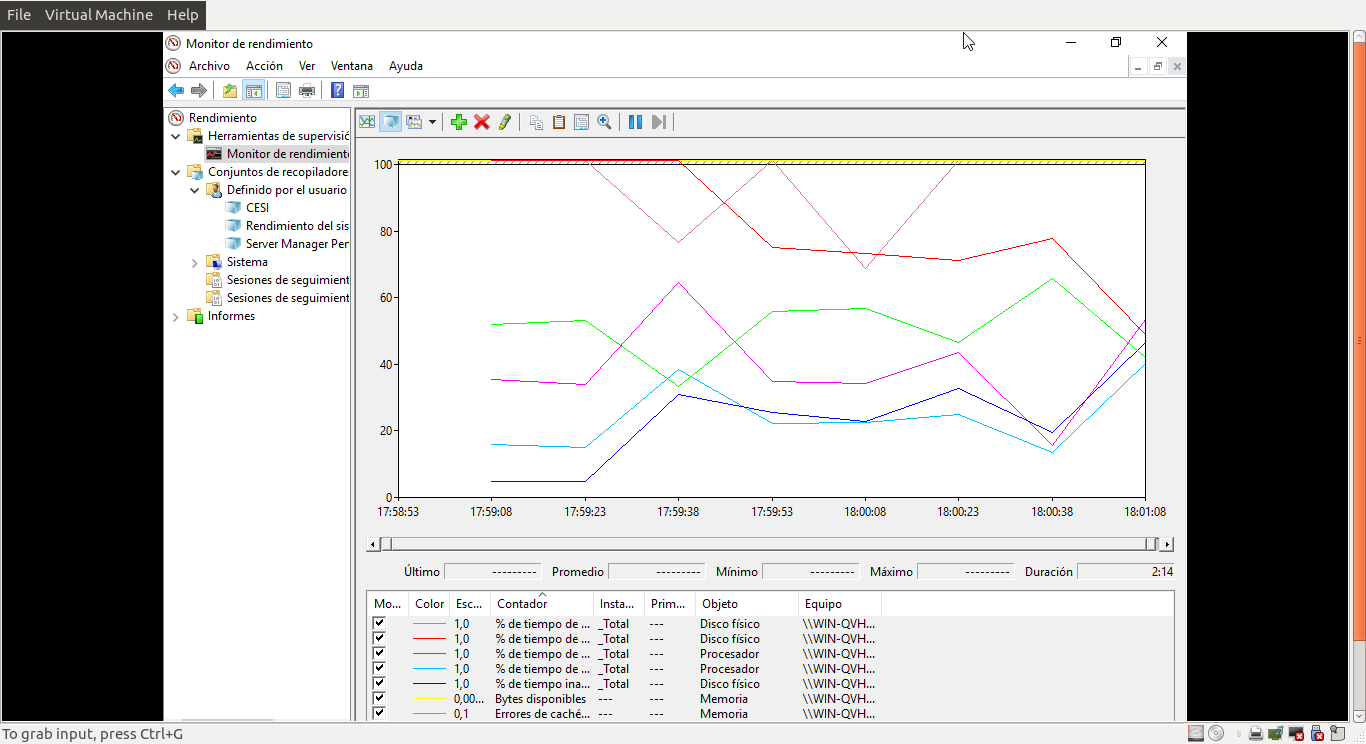 File Virtual Machine Help
Monitor de rendimiento
Archivo Acción Ver Ventana Ayuda
Rendimiento
Herramientas de supervisió
Monitor de rendimiento
Conjuntos de recopiladore
Definido por el usuario
CESI
Rendimiento del sis
Server Manager Per
Sistema
Sesiones de seguimient
Sesiones de seguimient
Informes
100
80
60
40
20
0
17:58:53 17:59:08 17:59:23 17:59:38 17:59:53 18:00:08 18:00:23 18:00:38 18:01:08
Último --------- Promedio --------- Mínimo --------- Máximo --------- Duración 2:14
Mo... Color Esc... Contador Insta... Prim... Objeto Equipo
1,0 % de tiempo de ... _Total --- Disco físico \\WIN-QVH...
1,0 % de tiempo de ... _Total --- Disco físico \\WIN-QVH...
1,0 % de tiempo de ... _Total --- Procesador \\WIN-QVH...
1,0 % de tiempo de ... _Total --- Procesador \\WIN-QVH...
1,0 % de tiempo ina... _Total --- Disco físico \\WIN-QVH...
0,00... Bytes disponibles --- --- Memoria \\WIN-QVH...
0,1 Errores de caché... --- --- Memoria \\WIN-QVH...
To grab input, press Ctrl+G